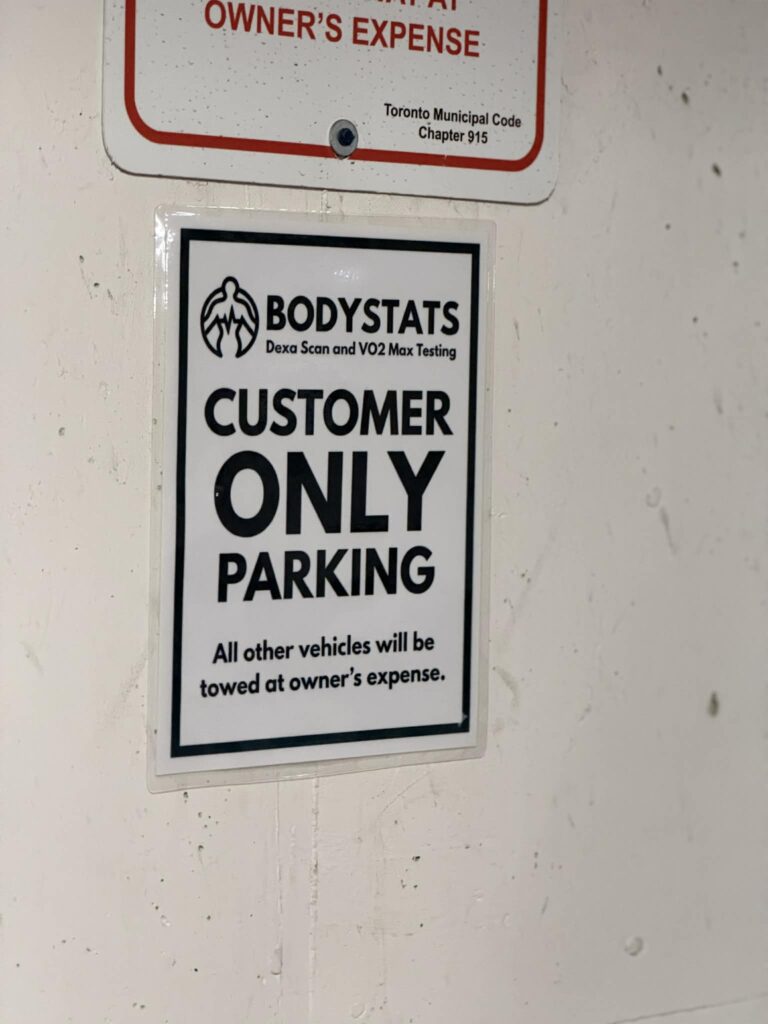 OWNER'S EXPENSE
Toronto Municipal Code
Chapter 915
BODYSTATS
Dexa Scan and VO2 Max Testing
CUSTOMER
ONLY
PARKING
All other vehicles will be
towed at owner's expense.